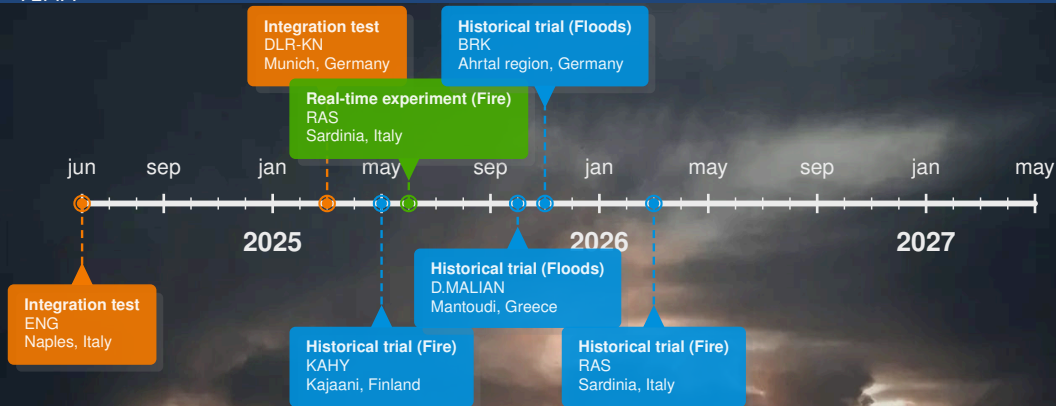 Integration test
DLR-KN
Munich, Germany
Historical trial (Floods)
BRK
Ahrtal region, Germany
Real-time experiment (Fire)
RAS
Sardinia, Italy
jun sep jan may sep jan may sep jan may
2025 2026 2027
Integration test
ENG
Naples, Italy
Historical trial (Floods)
D.MALIAN
Mantoudi, Greece
Historical trial (Fire)
KAHY
Kajaani, Finland
Historical trial (Fire)
RAS
Sardinia, Italy